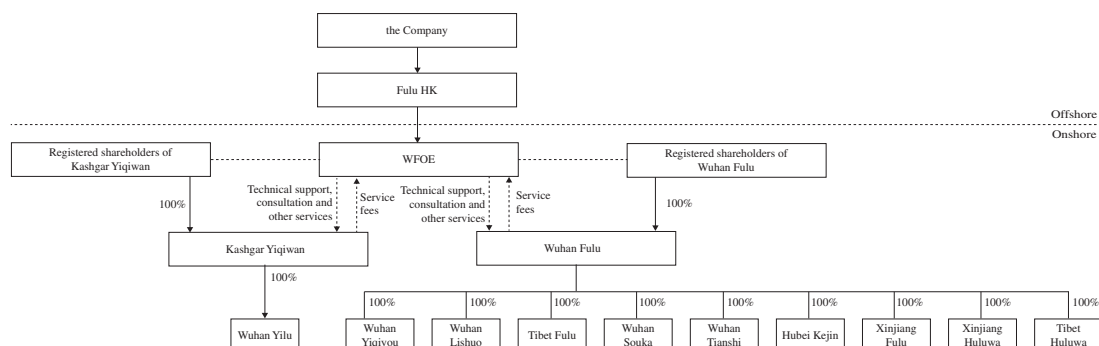 the Company
Fulu HK
Offshore
Onshore
Registered shareholders of
Kashgar Yiqiwan
WFOE
Registered shareholders of
Wuhan Fulu
100%
Technical support,
consultation and
other services
Service
fees
Technical support,
consultation and
other services
Service
fees
100%
Kashgar Yiqiwan
Wuhan Fulu
100%
100%
100%
100%
100%
100%
100%
100%
100%
100%
Wuhan Yilu
Wuhan
Yiqiyou
Wuhan
Lishuo
Tibet Fulu
Wuhan
Souka
Wuhan
Tianshi
Hubei Kejin
Xinjiang
Fulu
Xinjiang
Huluwa
Tibet
Huluwa